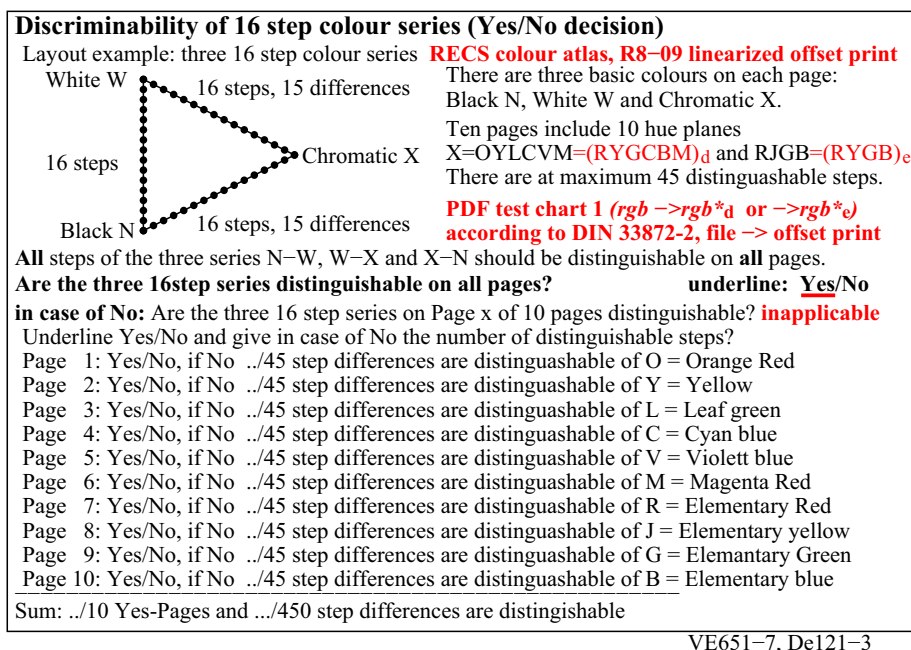 Discriminability of 16 step colour series (Yes/No decision)
Layout example: three 16 step colour series RECS colour atlas, R8−09 linearized offset print
White W
16 steps, 15 differences
16 steps
Chromatic X
Black N
16 steps, 15 differences
There are three basic colours on each page:
Black N, White W and Chromatic X.
Ten pages include 10 hue planes
X=OYLCVM=(RYGCBM)d and RJGB=(RYGB)e
There are at maximum 45 distinguashable steps.
PDF test chart 1 (rgb −>rgb*d or −>rgb*e)
according to DIN 33872-2, file −> offset print
All steps of the three series N−W, W−X and X−N should be distinguishable on all pages.
Are the three 16step series distinguishable on all pages? underline: Yes/No
in case of No: Are the three 16 step series on Page x of 10 pages distinguishable? inapplicable
Underline Yes/No and give in case of No the number of distinguishable steps?
Page 1: Yes/No, if No ../45 step differences are distinguashable of O = Orange Red
Page 2: Yes/No, if No ../45 step differences are distinguashable of Y = Yellow
Page 3: Yes/No, if No ../45 step differences are distinguashable of L = Leaf green
Page 4: Yes/No, if No ../45 step differences are distinguashable of C = Cyan blue
Page 5: Yes/No, if No ../45 step differences are distinguashable of V = Violett blue
Page 6: Yes/No, if No ../45 step differences are distinguashable of M = Magenta Red
Page 7: Yes/No, if No ../45 step differences are distinguashable of R = Elementary Red
Page 8: Yes/No, if No ../45 step differences are distinguashable of J = Elementary yellow
Page 9: Yes/No, if No ../45 step differences are distinguashable of G = Elemantary Green
Page 10: Yes/No, if No ../45 step differences are distinguashable of B = Elementary blue
Sum: ../10 Yes-Pages and .../450 step differences are distingishable
VE651−7, De121−3